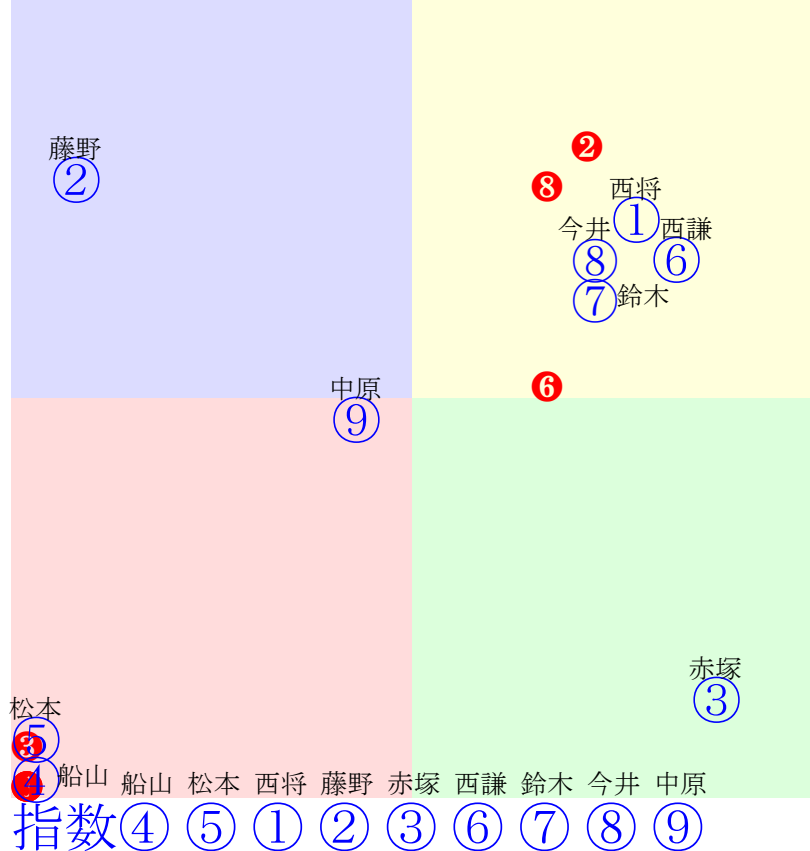 藤野
②
❷
❽
西将
①
今井
⑧
西謙
⑥
⑦鈴木
中原
⑨
❻
赤塚
③
松本
⑤
❸
④船山
船山 松本 西将 藤野 赤塚 西謙 鈴木 今井 中原
指数④⑤①②③⑥⑦⑧⑨